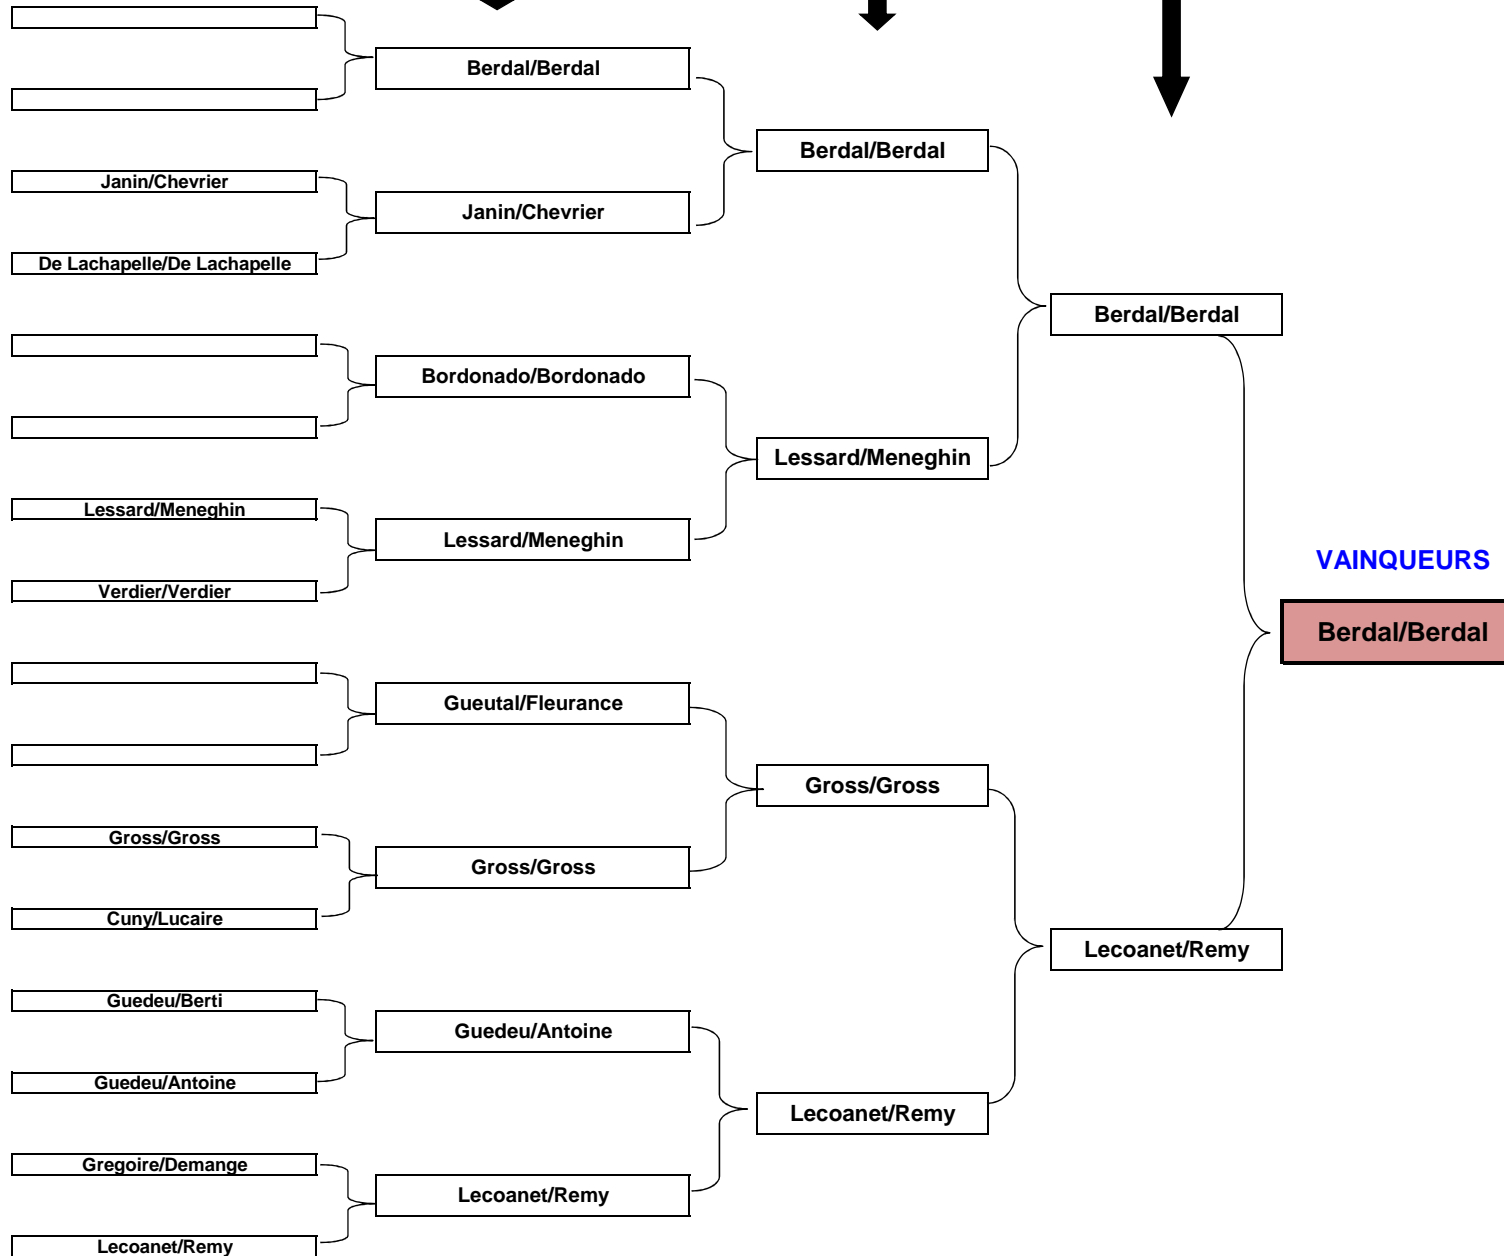 Berdal/Berdal
Berdal/Berdal
Janin/Chevrier
Janin/Chevrier
De Lachapelle/De Lachapelle
Berdal/Berdal
Bordonado/Bordonado
Lessard/Meneghin
Lessard/Meneghin
Lessard/Meneghin
VAINQUEURS
Verdier/Verdier
Berdal/Berdal
Gueutal/Fleurance
Gross/Gross
Gross/Gross
Gross/Gross
Cuny/Lucaire
Lecoanet/Remy
Guedeu/Berti
Guedeu/Antoine
Guedeu/Antoine
Lecoanet/Remy
Gregoire/Demange
Lecoanet/Remy
Lecoanet/Remy